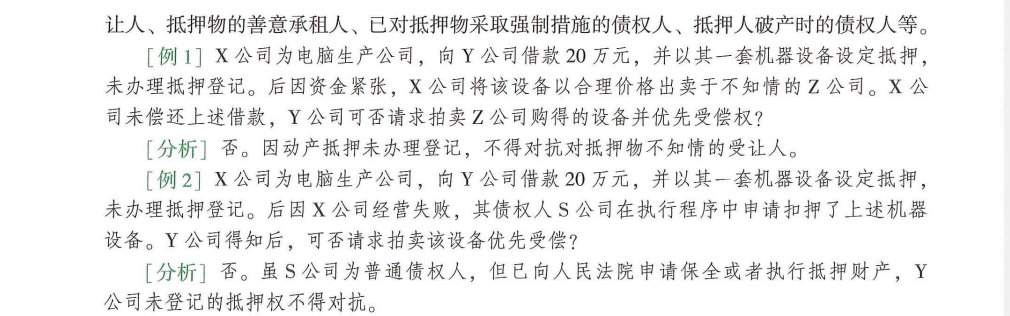 让人、抵押物的善意承租人、已对抵押物采取强制措施的债权人、抵押人破产时的债权人等。
［例 1］X 公司为电脑生产公司，向 Y 公司借款 20 万元，并以其一套机器设备设定抵押，
未办理抵押登记。后因资金紧张，X 公司将该设备以合理价格出卖于不知情的 Z 公司。X 公
司未偿还上述借款，Y 公司可否请求拍卖 Z 公司购得的设备并优先受偿权？
［分析］否。因动产抵押未办理登记，不得对抗对抵押物不知情的受让人。
［例 2］X 公司为电脑生产公司，向 Y 公司借款 20 万元，并以其一套机器设备设定抵押，
未办理抵押登记。后因 X 公司经营失败，其债权人 S 公司在执行程序中申请扣押了上述机器
设备。Y 公司得知后，可否请求拍卖该设备优先受偿？
［分析］否。虽 S 公司为普通债权人，但已向人民法院申请保全或者执行抵押财产，Y
公司未登记的抵押权不得对抗。